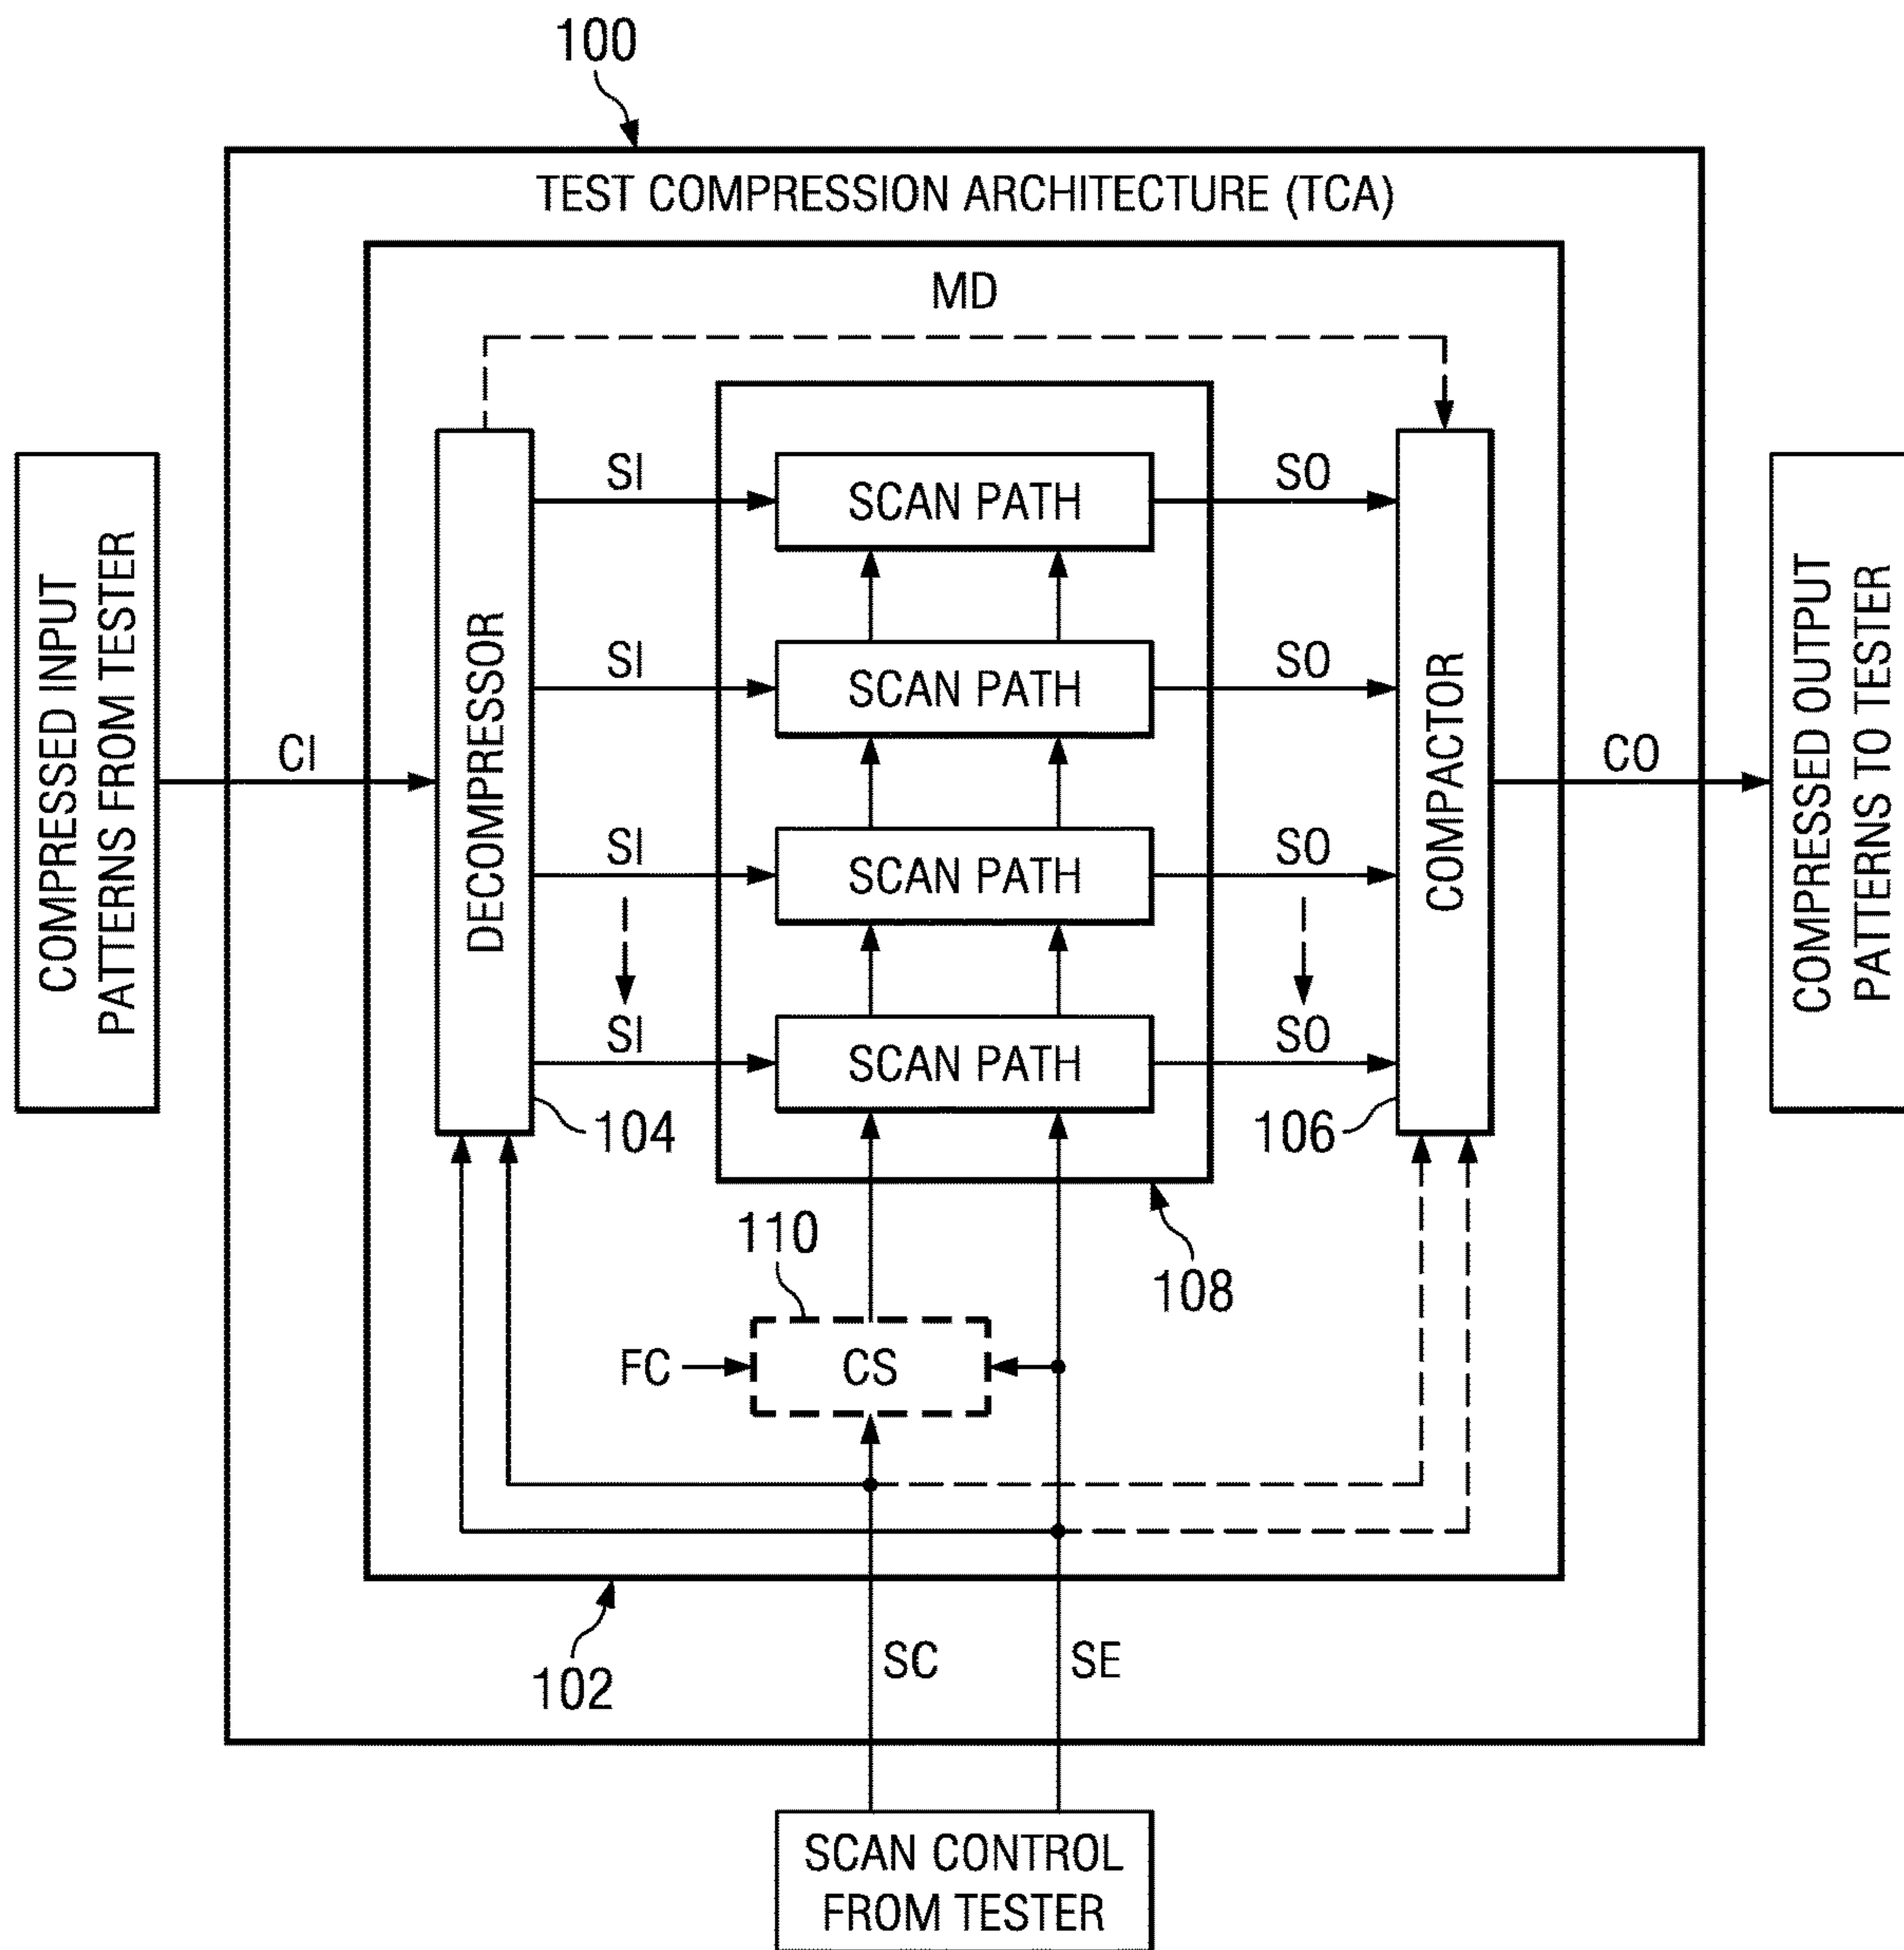 100
TEST COMPRESSION ARCHITECTURE (TCA)
MD
COMPRESSED INPUT
PATTERNS FROM TESTER
CI
DECOMPRESSOR
SI
SCAN PATH
SO
SI
SCAN PATH
SO
SI
SCAN PATH
SO
SI
SCAN PATH
SO
COMPACTOR
CO
COMPRESSED OUTPUT
PATTERNS TO TESTER
104
106
110
108
FC
CS
102
SC
SE
SCAN CONTROL
FROM TESTER